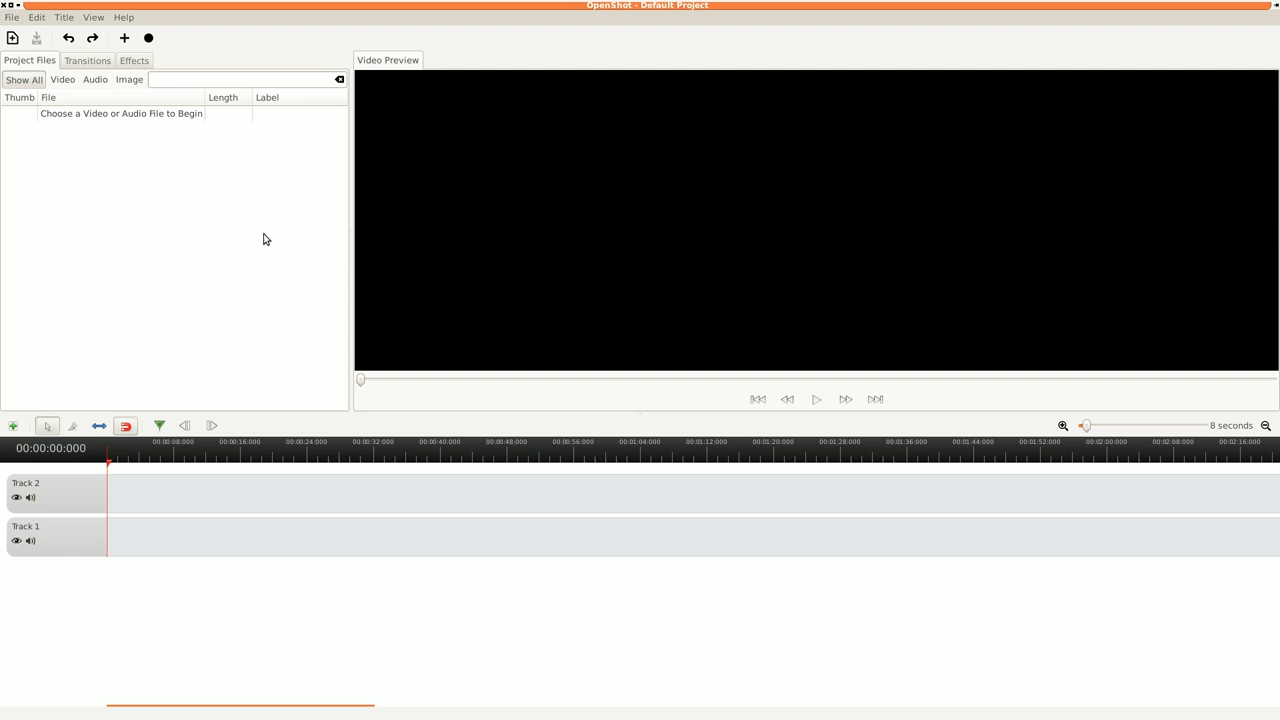 OpenShot - Default Project
File Edit Title View Help
Project Files Transitions Effects
Video Preview
Show All Video Audio Image
Thumb File Length Label
Choose a Video or Audio File to Begin
8 seconds
00:00:00:000
00:00:08:000 00:00:16:000 00:00:24:000 00:00:32:000 00:00:40:000 00:00:48:000 00:00:56:000 00:01:04:000 00:01:12:000 00:01:20:000 00:01:28:000 00:01:36:000 00:01:44:000 00:01:52:000 00:02:00:000 00:02:08:000 00:02:16:000
Track 2
Track 1